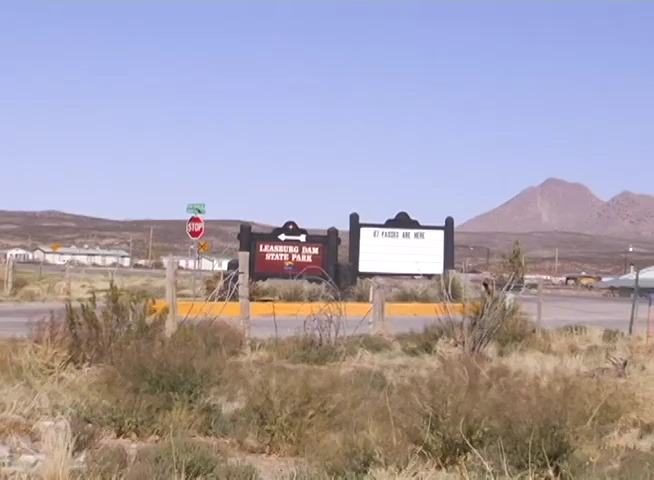 STOP
LEASBURG DAM
STATE PARK
07 PASSES ARE HERE